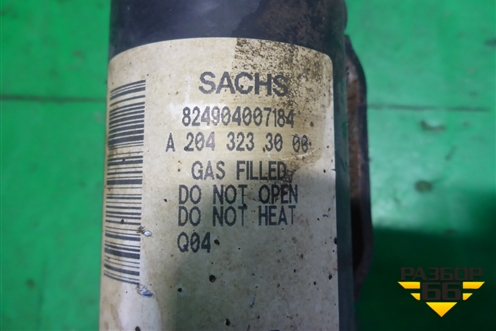 SACHS
824904007184
A 204 323 30 00
GAS FILLED
DO NOT OPEN
DO NOT HEAT
Q04
РАЗБОР
66